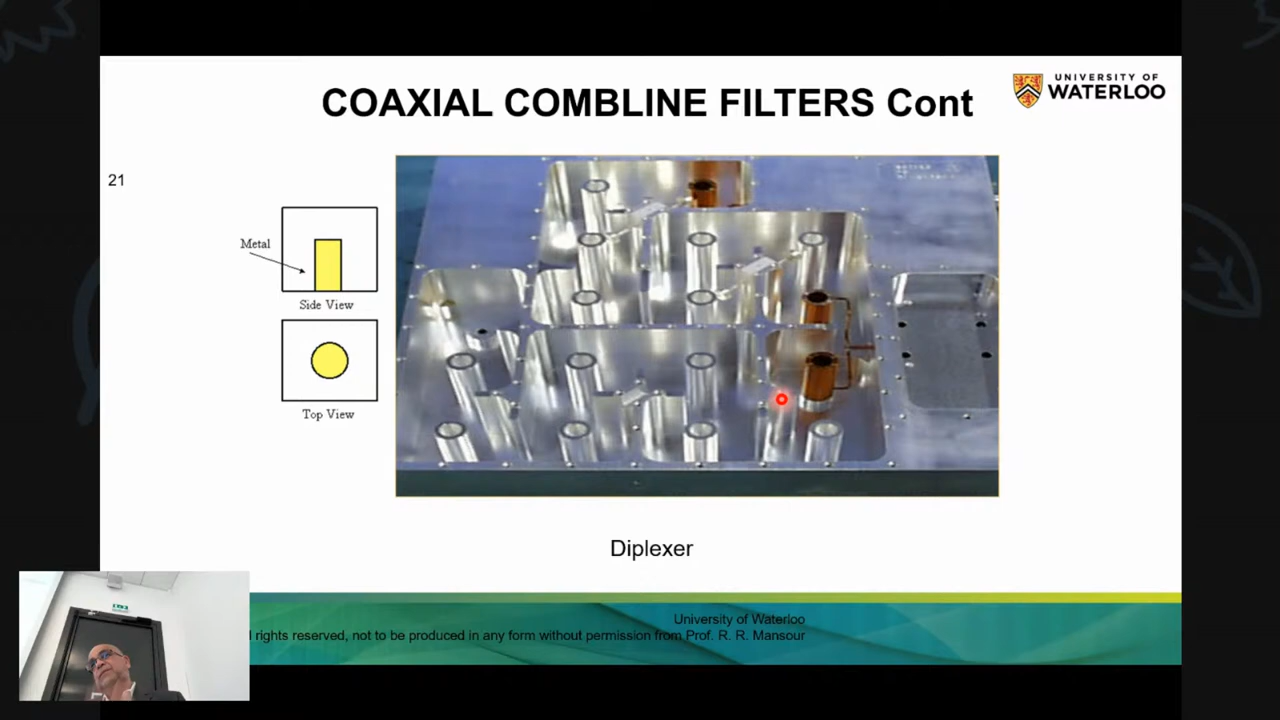 COAXIAL COMBLINE FILTERS Cont
UNIVERSITY OF
WATERLOO
21
Metal
Side View
Top View
Diplexer
University of Waterloo
rights reserved, not to be produced in any form without permission from Prof. R. R. Mansour